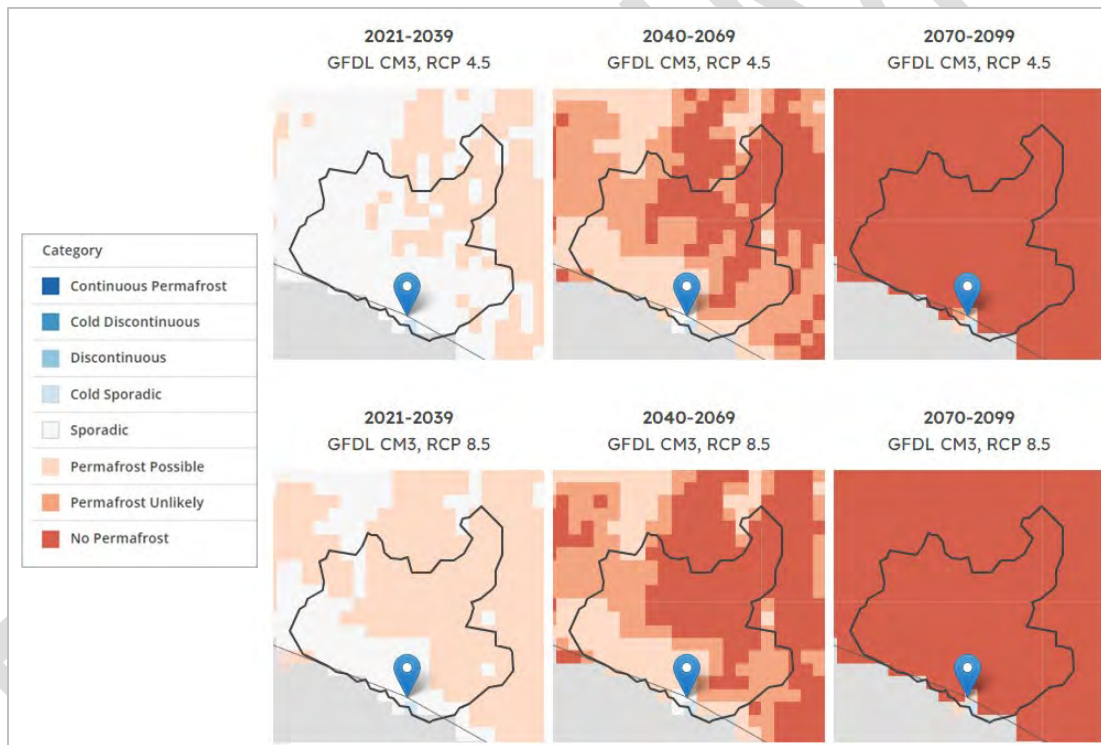 2021-2039
GFDL CM3, RCP 4.5
2040-2069
GFDL CM3, RCP 4.5
2070-2099
GFDL CM3, RCP 4.5
Category
Continuous Permafrost
Cold Discontinuous
Discontinuous
Cold Sporadic
Sporadic
Permafrost Possible
Permafrost Unlikely
No Permafrost
2021-2039
GFDL CM3, RCP 8.5
2040-2069
GFDL CM3, RCP 8.5
2070-2099
GFDL CM3, RCP 8.5